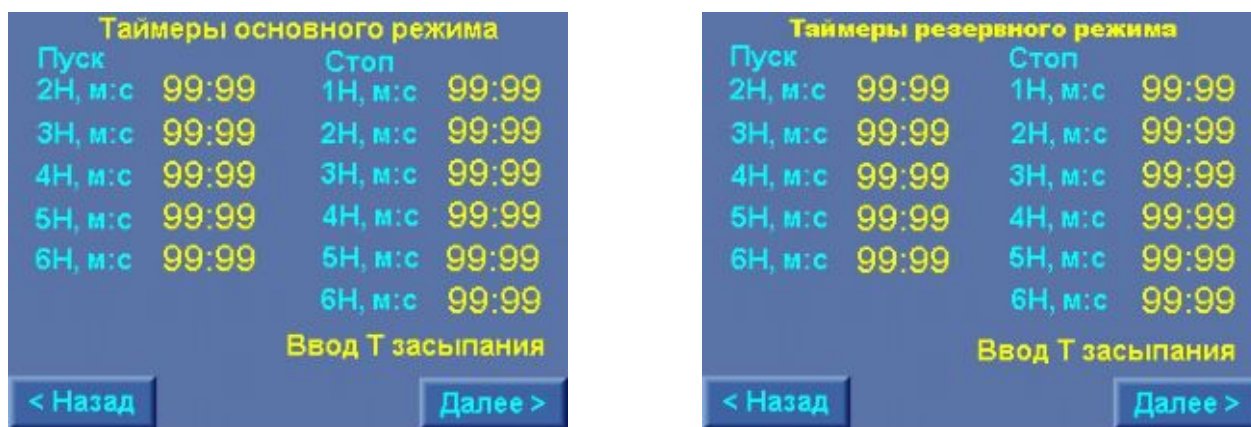 Таймеры основного режима
Пуск Стоп
2Н, м:с 99:99 1Н, м:с 99:99
3Н, м:с 99:99 2Н, м:с 99:99
4Н, м:с 99:99 3Н, м:с 99:99
5Н, м:с 99:99 4Н, м:с 99:99
6Н, м:с 99:99 5Н, м:с 99:99
6Н, м:с 99:99
Ввод Т засыпания
< Назад Далее >
Таймеры резервного режима
Пуск Стоп
2Н, м:с 99:99 1Н, м:с 99:99
3Н, м:с 99:99 2Н, м:с 99:99
4Н, м:с 99:99 3Н, м:с 99:99
5Н, м:с 99:99 4Н, м:с 99:99
6Н, м:с 99:99 5Н, м:с 99:99
6Н, м:с 99:99
Ввод Т засыпания
< Назад Далее >